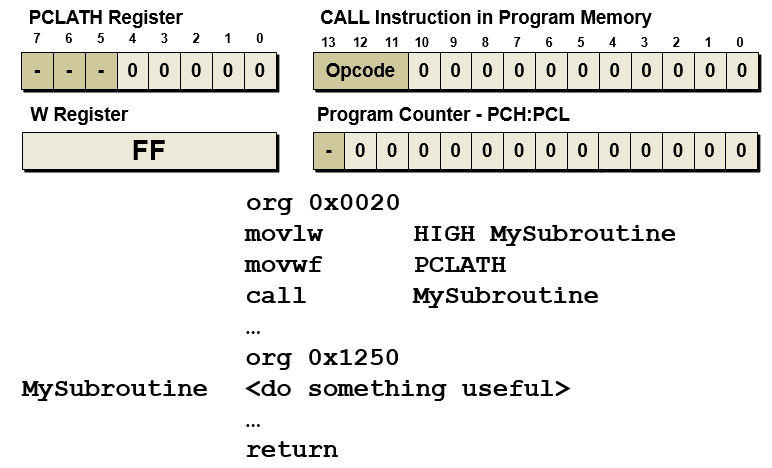 PCLATH Register
7 6 5 4 3 2 1 0
- - - 0 0 0 0 0
CALL Instruction in Program Memory
13 12 11 10 9 8 7 6 5 4 3 2 1 0
Opcode 0 0 0 0 0 0 0 0 0 0 0
W Register
FF
Program Counter - PCH:PCL
- 0 0 0 0 0 0 0 0 0 0 0 0 0
org 0x0020
movlw HIGH MySubroutine
movwf PCLATH
call MySubroutine
…
org 0x1250
MySubroutine <do something useful>
…
return